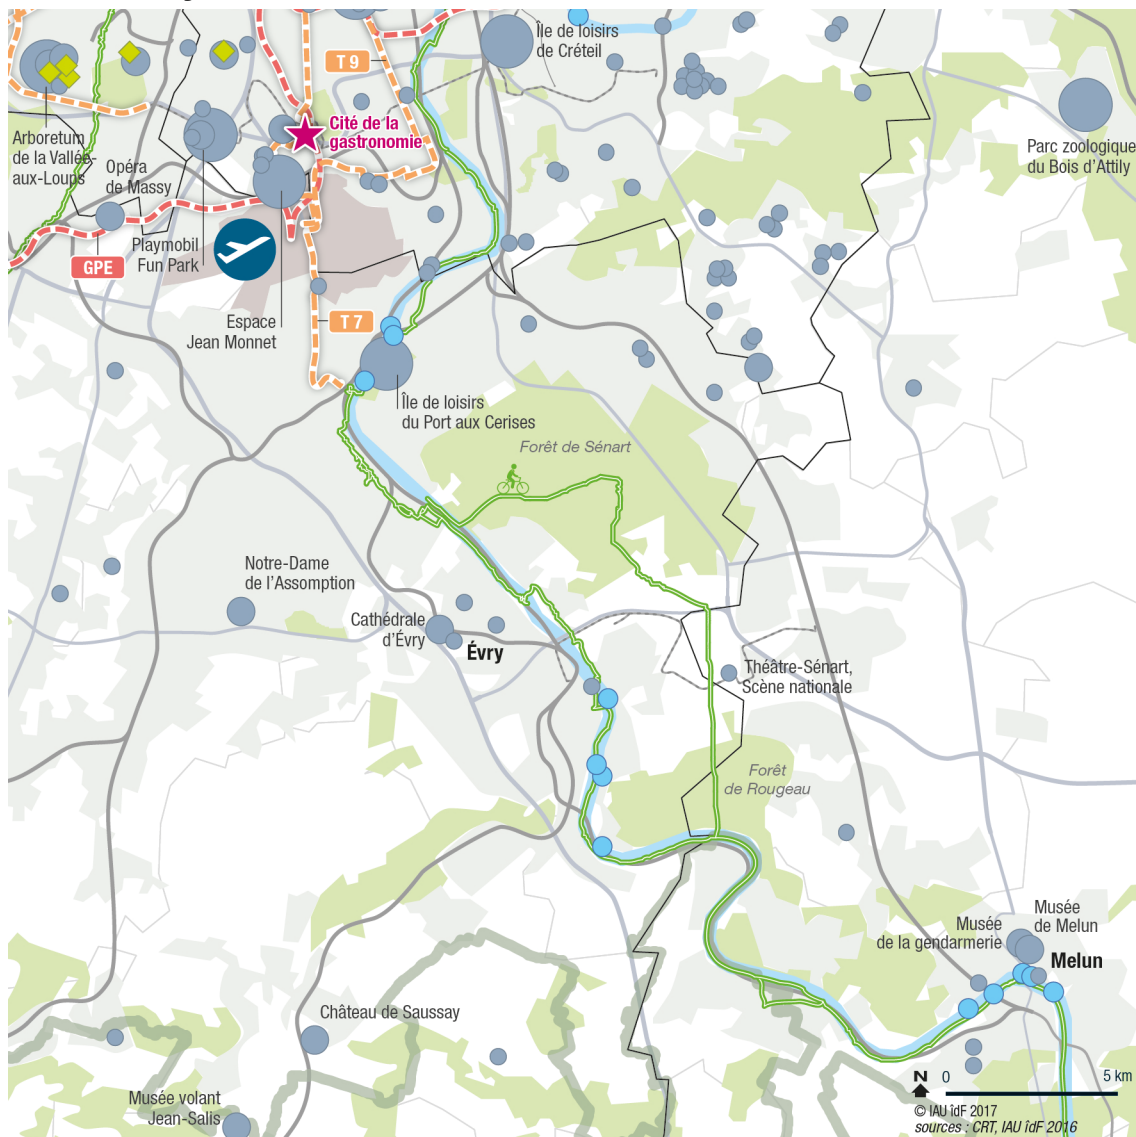 Île de loisirs
de Créteil
T 9
Cité de la
gastronomie
Arboretum
de la Vallée-
aux-Loups
Opéra
de Massy
Parc zoologique
du Bois d'Attily
Playmobil
Fun Park
GPE
Espace
Jean Monnet
T 7
Île de loisirs
du Port aux Cerises
Forêt de Sénart
Notre-Dame
de l'Assomption
Cathédrale
d'Évry
Évry
Théâtre-Sénart,
Scène nationale
Forêt
de Rougeau
Musée
de la gendarmerie
Musée
de Melun
Melun
Château de Saussay
Musée volant
Jean-Salis
N 0 5 km
© IAU îdF 2017
sources : CRT, IAU îdF 2016